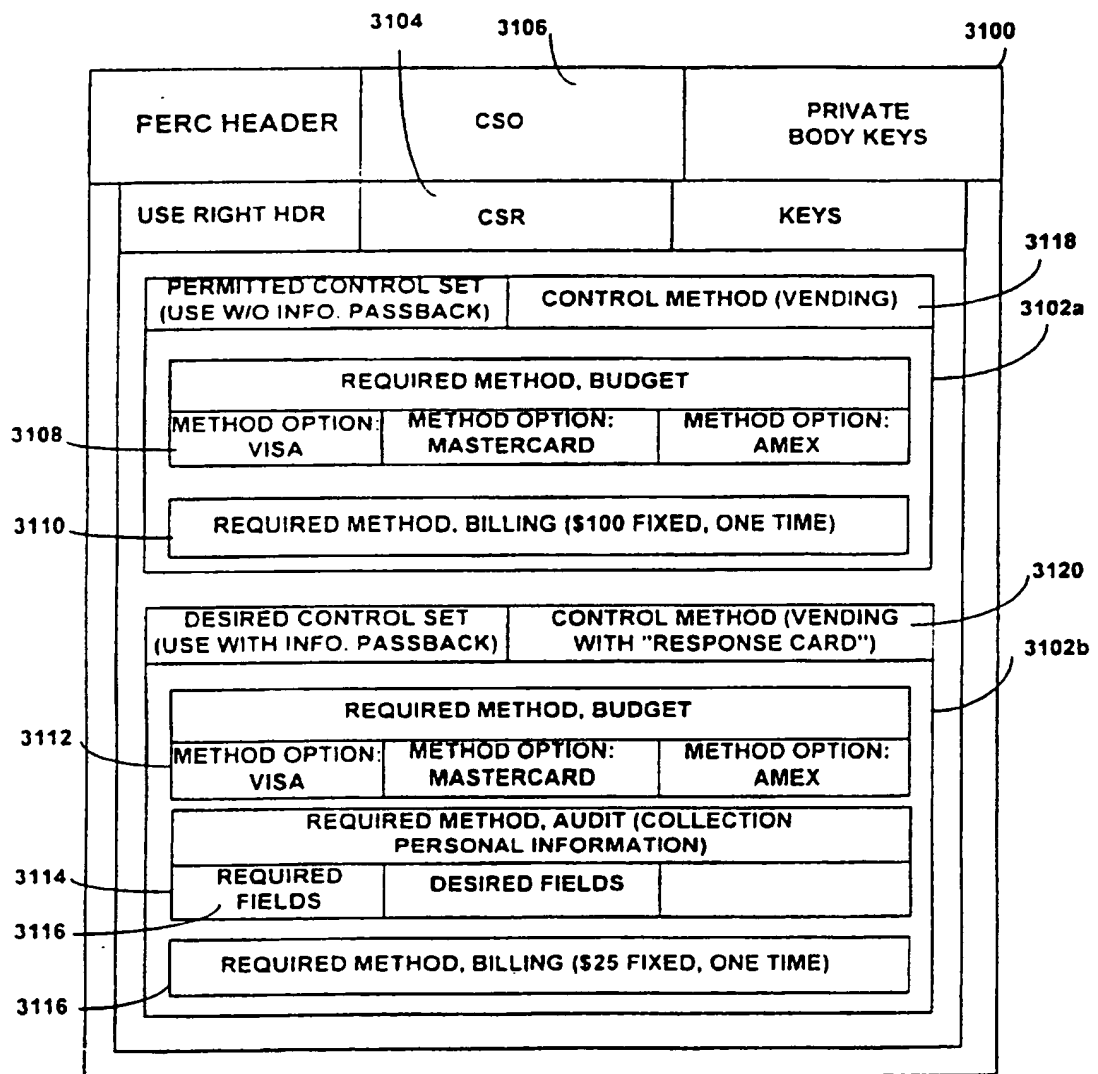 3104
3106
3100
PERC HEADER
CSO
PRIVATE
BODY KEYS
USE RIGHT HDR
CSR
KEYS
3118
PERMITTED CONTROL SET
(USE W/O INFO. PASSBACK)
CONTROL METHOD (VENDING)
3102a
REQUIRED METHOD, BUDGET
3108
METHOD OPTION:
VISA
METHOD OPTION:
MASTERCARD
METHOD OPTION:
AMEX
3110
REQUIRED METHOD. BILLING ($100 FIXED, ONE TIME)
3120
DESIRED CONTROL SET
(USE WITH INFO. PASSBACK)
CONTROL METHOD (VENDING
WITH "RESPONSE CARD")
3102b
REQUIRED METHOD, BUDGET
3112
METHOD OPTION:
VISA
METHOD OPTION:
MASTERCARD
METHOD OPTION:
AMEX
REQUIRED METHOD, AUDIT (COLLECTION
PERSONAL INFORMATION)
3114
REQUIRED
FIELDS
DESIRED FIELDS
3116
REQUIRED METHOD, BILLING ($25 FIXED, ONE TIME)
3116